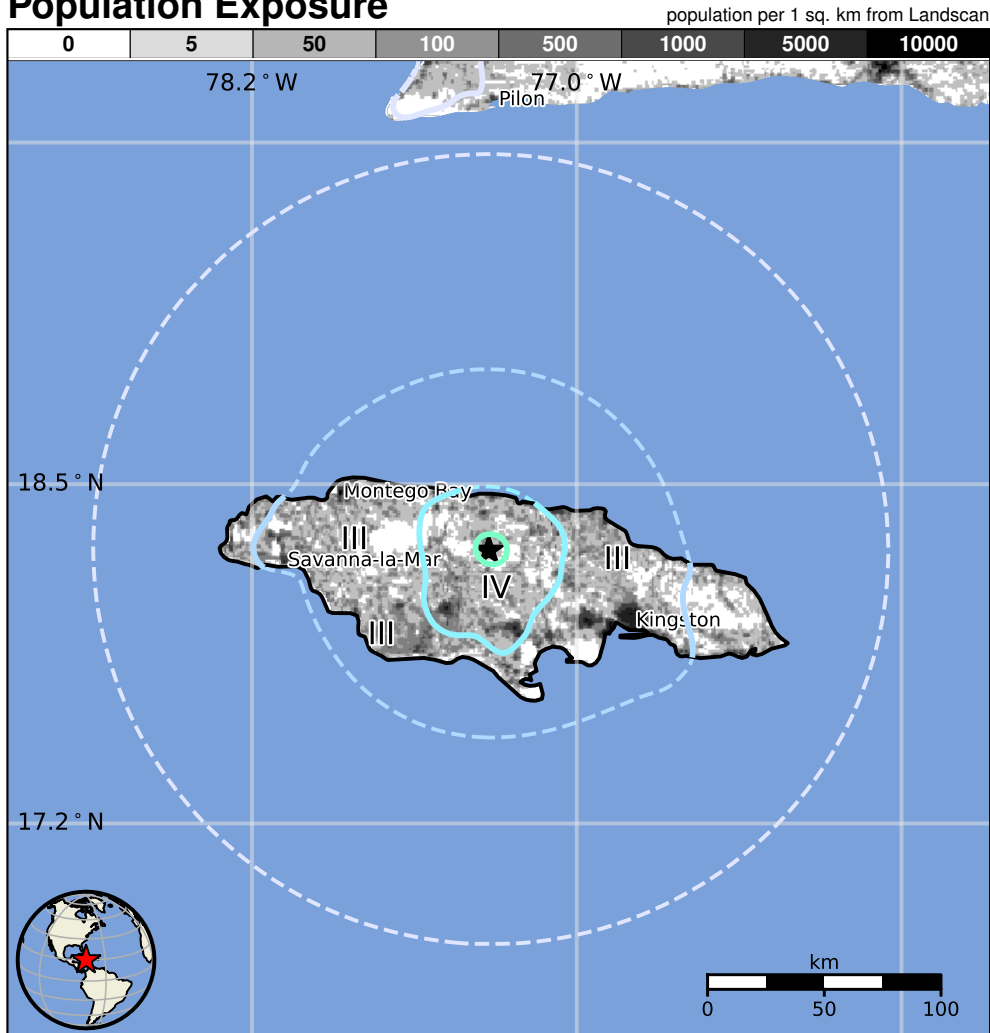 Population Exposure
population per 1 sq. km from Landscan
0 5 50 100 500 1000 5000 10000
78.2°W 77.0°W
Pilon
18.5°N
Montego Bay
III
Savanna-la-Mar
III
IV
Kingston
III
17.2°N
km
0 50 100